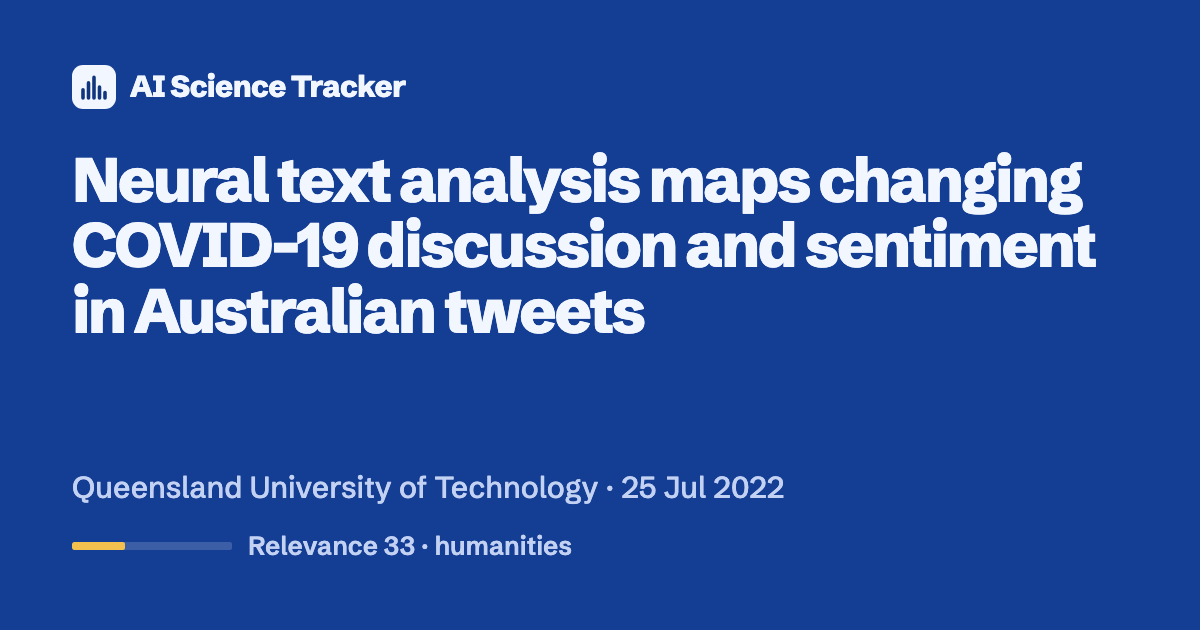 AI Science Tracker
Neural text analysis maps changing
COVID-19 discussion and sentiment
in Australian tweets
Queensland University of Technology · 25 Jul 2022
Relevance 33 · humanities